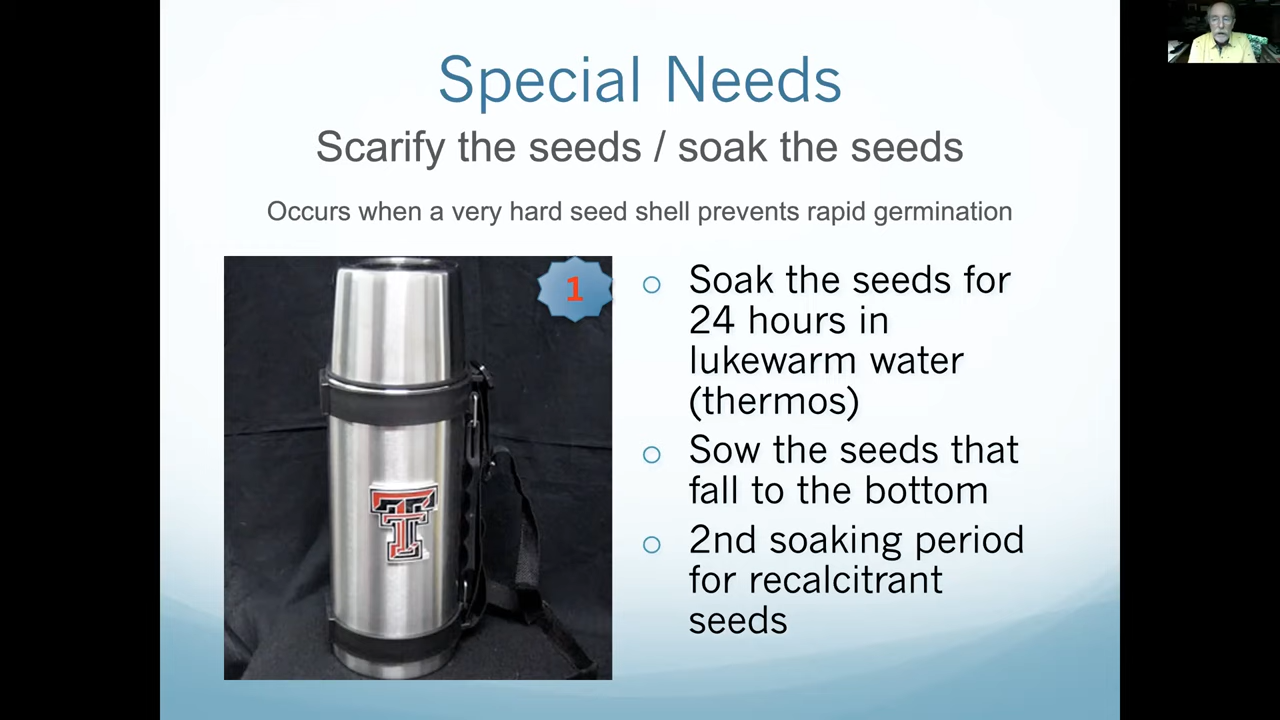 Special Needs
Scarify the seeds / soak the seeds
Occurs when a very hard seed shell prevents rapid germination
1
Soak the seeds for
24 hours in
lukewarm water
(thermos)
Sow the seeds that
fall to the bottom
2nd soaking period
for recalcitrant
seeds